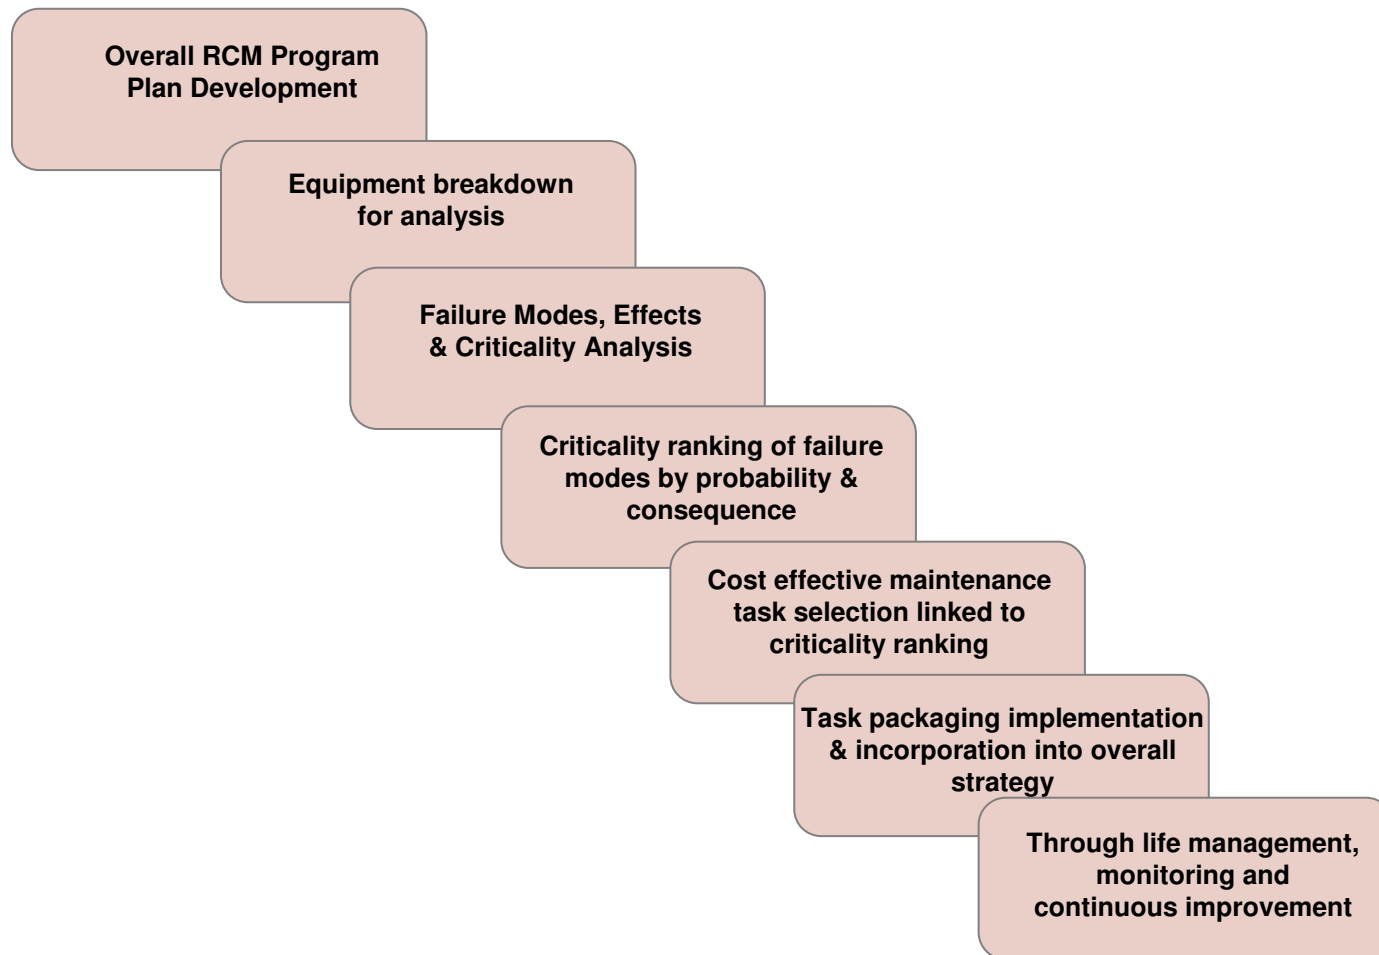 Overall RCM Program
Plan Development
Equipment breakdown
for analysis
Failure Modes, Effects
& Criticality Analysis
Criticality ranking of failure
modes by probability &
consequence
Cost effective maintenance
task selection linked to
criticality ranking
Task packaging implementation
& incorporation into overall
strategy
Through life management,
monitoring and
continuous improvement